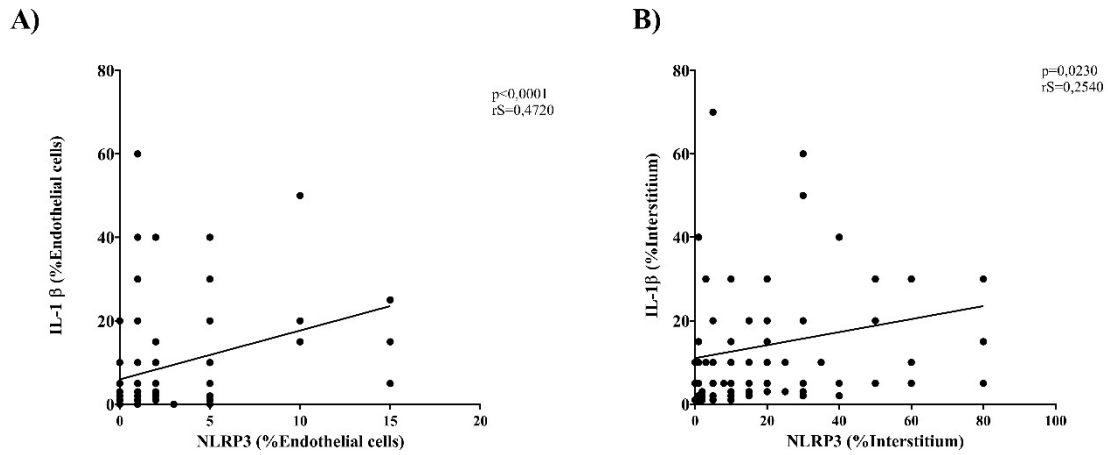 A)
80
60
40
20
0
0
5
10
15
20
IL-1 β (%Endothelial cells)
NLRP3 (%Endothelial cells)
p<0,0001
rS=0,4720
B)
80
60
40
20
0
0
20
40
60
80
100
IL-1β (%Interstitium)
NLRP3 (%Interstitium)
p=0,0230
rS=0,2540